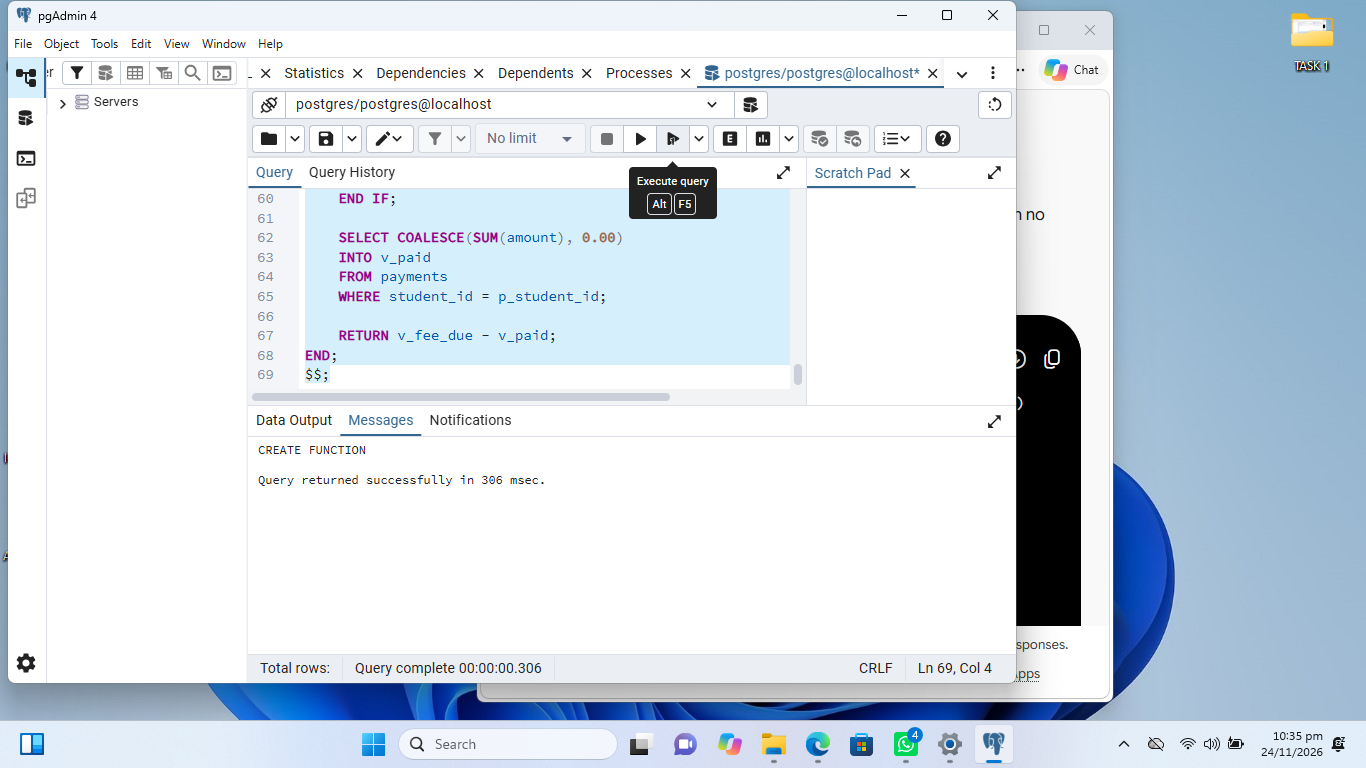 pgAdmin 4
File Object Tools Edit View Window Help
Statistics Dependencies Dependents Processes postgres/postgres@localhost*
Servers
postgres/postgres@localhost
No limit
E
Query Query History
Execute query
Alt F5
Scratch Pad
60 END IF;
61
62 SELECT COALESCE(SUM(amount), 0.00)
63 INTO v_paid
64 FROM payments
65 WHERE student_id = p_student_id;
66
67 RETURN v_fee_due - v_paid;
68 END;
69 $$;
Data Output Messages Notifications
CREATE FUNCTION
Query returned successfully in 306 msec.
Total rows: Query complete 00:00:00.306 CRLF Ln 69, Col 4
Chat
no
sponses.
TASK 1
Search
4
10:35 pm
24/11/2026